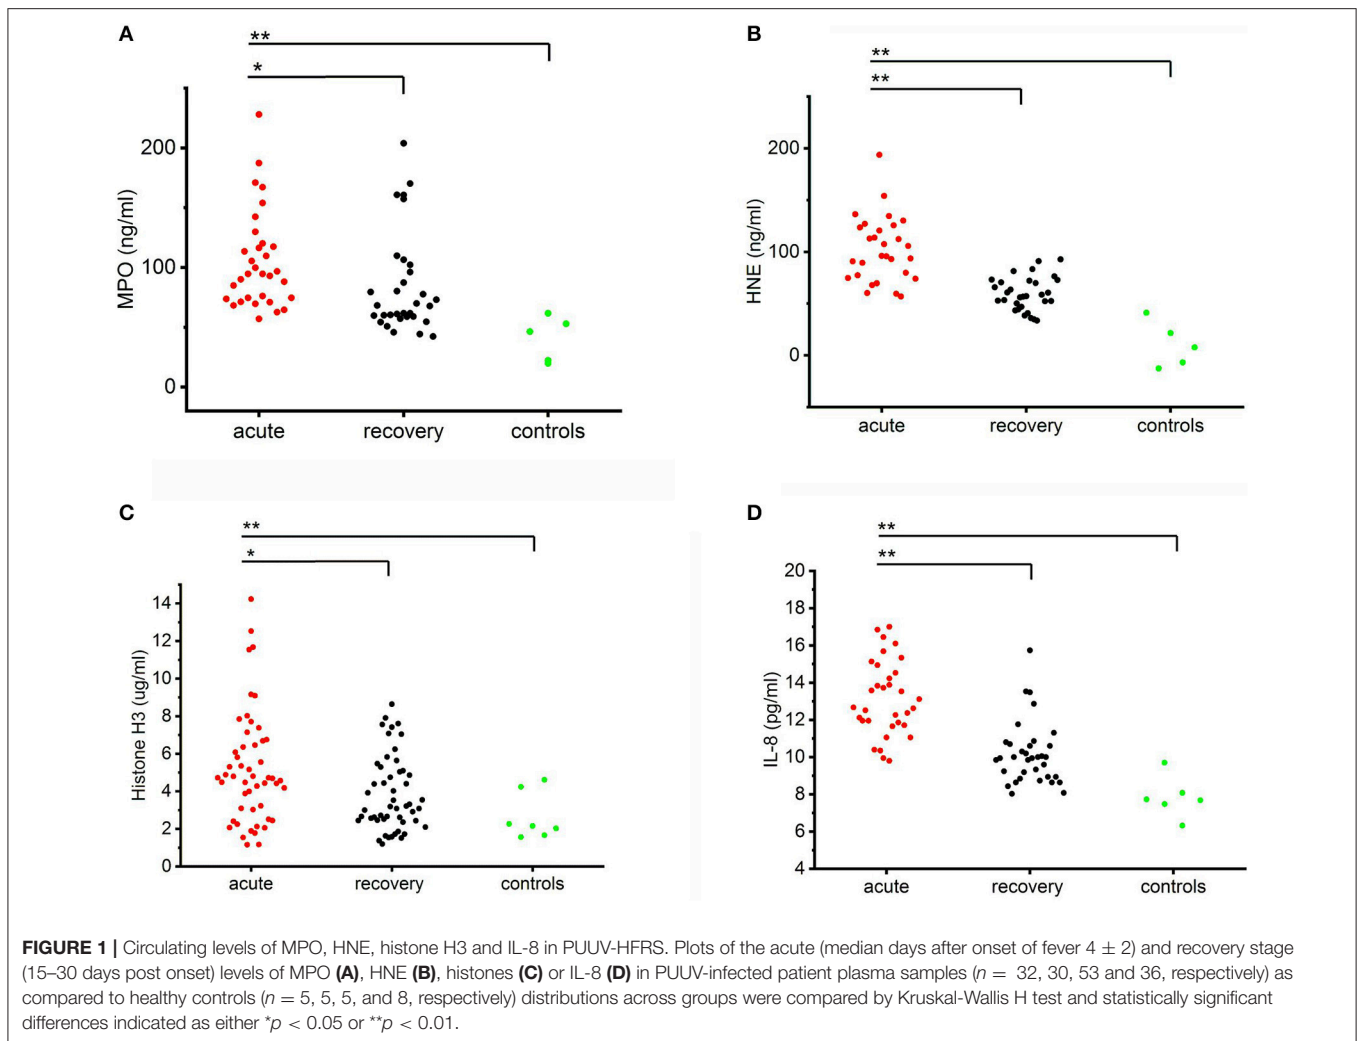 A
**
*
MPO (ng/ml)
200
100
0
acute recovery controls
B
**
**
HNE (ng/ml)
200
100
0
acute recovery controls
C
**
*
Histone H3 (ug/ml)
14
12
10
8
6
4
2
0
acute recovery controls
D
**
**
IL-8 (pg/ml)
20
18
16
14
12
10
8
6
4
acute recovery controls
FIGURE 1 | Circulating levels of MPO, HNE, histone H3 and IL-8 in PUUV-HFRS. Plots of the acute (median days after onset of fever 4 ± 2) and recovery stage
(15–30 days post onset) levels of MPO (A), HNE (B), histones (C) or IL-8 (D) in PUUV-infected patient plasma samples (n = 32, 30, 53 and 36, respectively) as
compared to healthy controls (n = 5, 5, 5, and 8, respectively) distributions across groups were compared by Kruskal-Wallis H test and statistically significant
differences indicated as either *p < 0.05 or **p < 0.01.